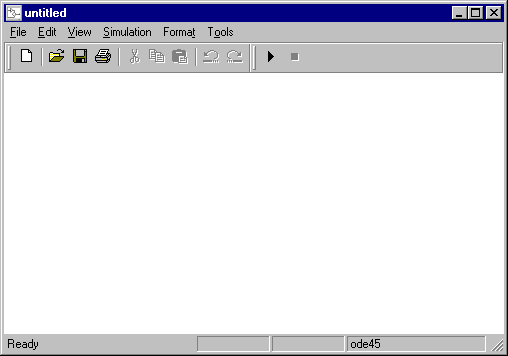 untitled
File Edit View Simulation Format Tools
Ready ode45